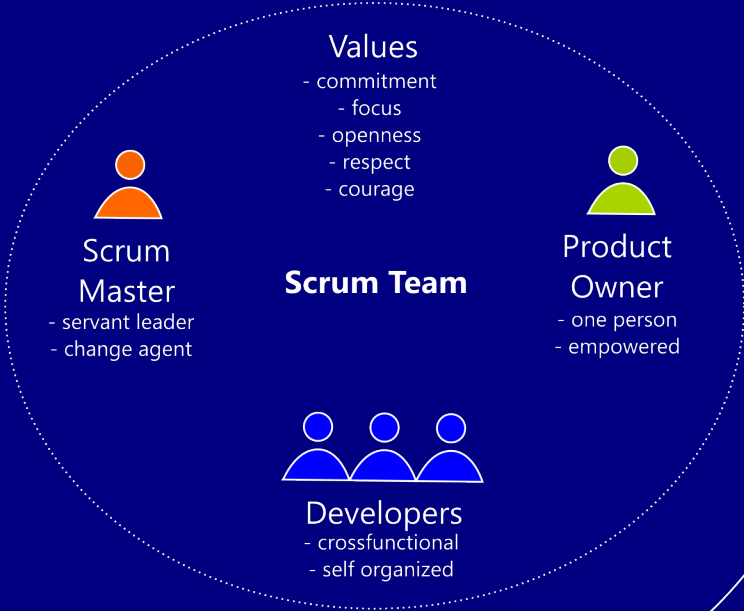 Values
- commitment
- focus
- openness
- respect
- courage
Scrum
Master
- servant leader
- change agent
Scrum Team
Product
Owner
- one person
- empowered
Developers
- crossfunctional
- self organized